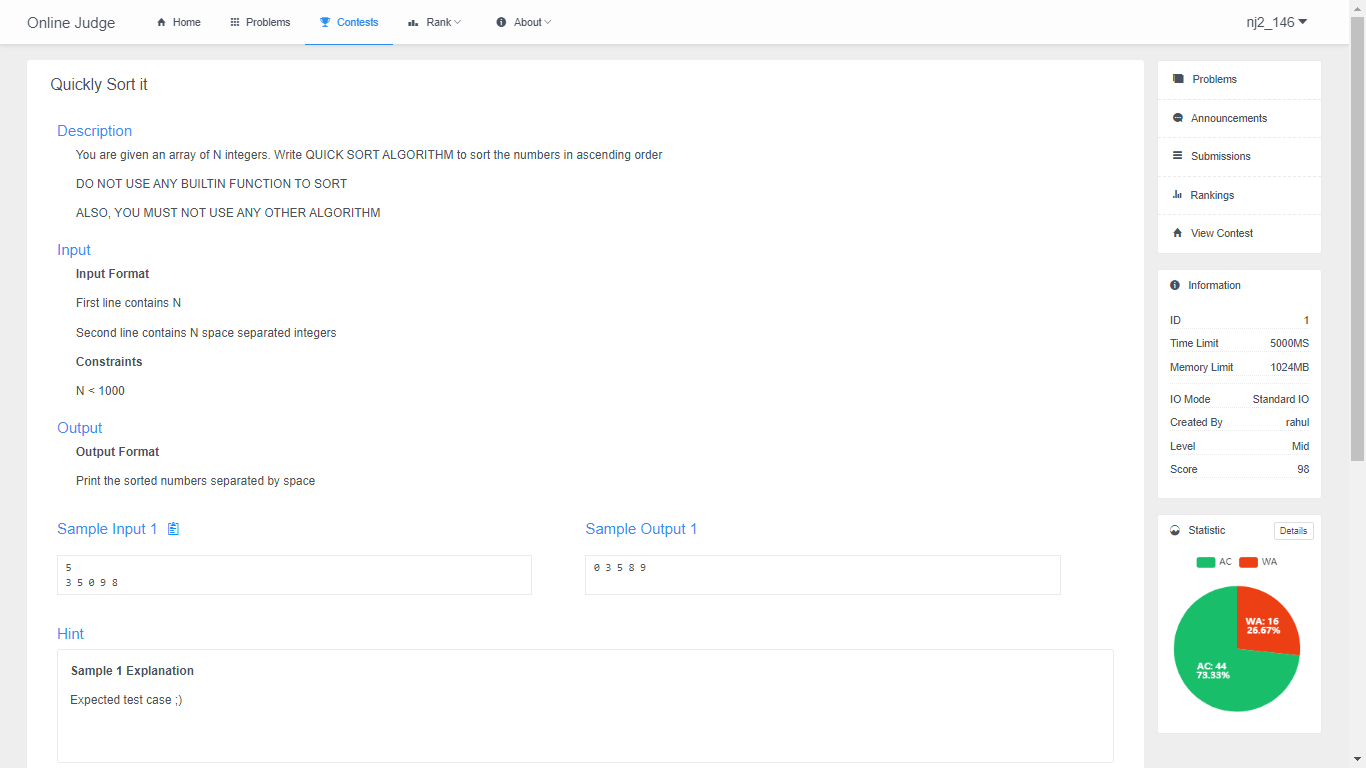 Online Judge
Home
Problems
Contests
Rank
About
nj2_146
Quickly Sort it
Description
You are given an array of N integers. Write QUICK SORT ALGORITHM to sort the numbers in ascending order
DO NOT USE ANY BUILTIN FUNCTION TO SORT
ALSO, YOU MUST NOT USE ANY OTHER ALGORITHM
Input
Input Format
First line contains N
Second line contains N space separated integers
Constraints
N < 1000
Output
Output Format
Print the sorted numbers separated by space
Sample Input 1
5
3 5 0 9 8
Sample Output 1
0 3 5 8 9
Hint
Sample 1 Explanation
Expected test case ;)
Problems
Announcements
Submissions
Rankings
View Contest
Information
ID 1
Time Limit 5000MS
Memory Limit 1024MB
IO Mode Standard IO
Created By rahul
Level Mid
Score 98
Statistic Details
AC WA
WA: 16
26.67%
AC: 44
73.33%